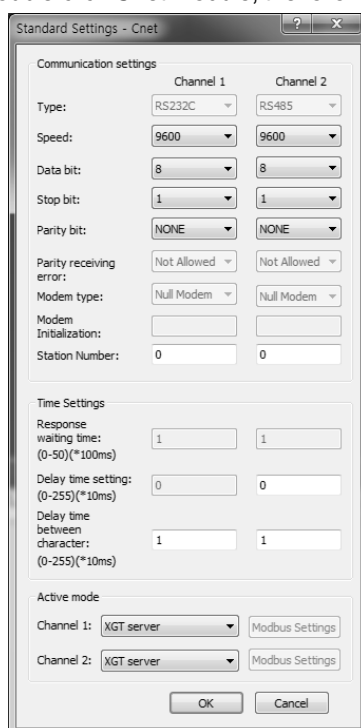 Standard Settings - Cnet
Communication settings
Channel 1 Channel 2
Type: RS232C RS485
Speed: 9600 9600
Data bit: 8 8
Stop bit: 1 1
Parity bit: NONE NONE
Parity receiving error: Not Allowed Not Allowed
Modem type: Null Modem Null Modem
Modem Initialization:
Station Number: 0 0
Time Settings
Response waiting time: (0-50)(*100ms) 1 1
Delay time setting: (0-255)(*10ms) 0 0
Delay time between character: (0-255)(*10ms) 1 1
Active mode
Channel 1: XGT server Modbus Settings
Channel 2: XGT server Modbus Settings
OK Cancel